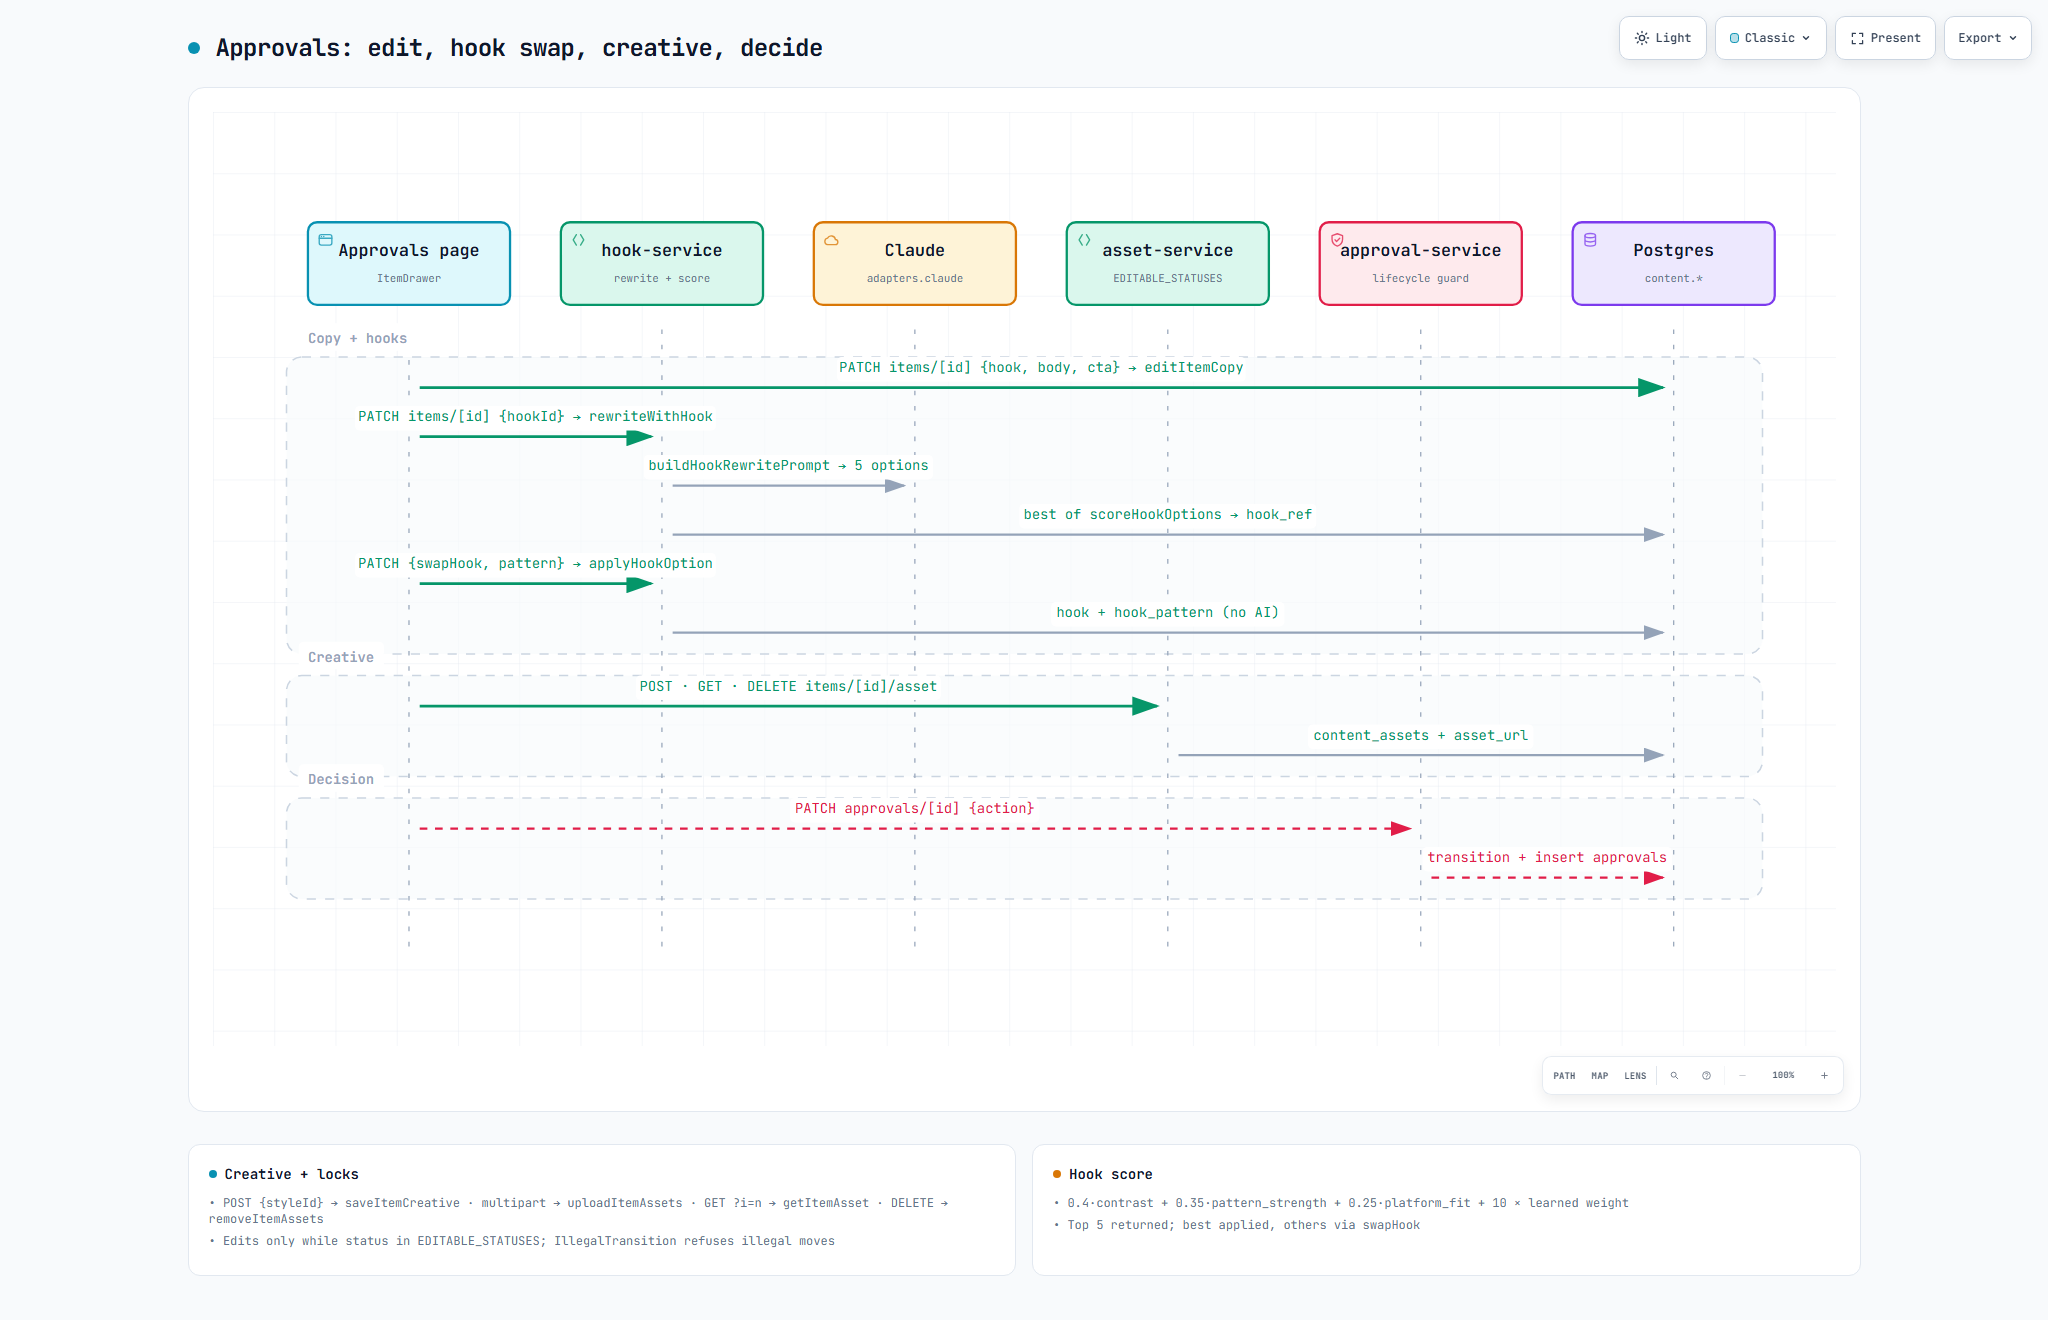 Approvals: edit, hook swap, creative, decide
Light
Classic
Present
Export
Approvals page
ItemDrawer
hook-service
rewrite + score
Claude
adapters.claude
asset-service
EDITABLE_STATUSES
approval-service
lifecycle guard
Postgres
content.*
Copy + hooks
PATCH items/[id] {hook, body, cta} → editItemCopy
PATCH items/[id] {hookId} → rewriteWithHook
buildHookRewritePrompt → 5 options
best of scoreHookOptions → hook_ref
PATCH {swapHook, pattern} → applyHookOption
hook + hook_pattern (no AI)
Creative
POST · GET · DELETE items/[id]/asset
content_assets + asset_url
Decision
PATCH approvals/[id] {action}
transition + insert approvals
PATH
MAP
LENS
− 100% +
Creative + locks
• POST {styleId} → saveItemCreative · multipart → uploadItemAssets · GET ?i=n → getItemAsset · DELETE →
removeItemAssets
• Edits only while status in EDITABLE_STATUSES; IllegalTransition refuses illegal moves
Hook score
• 0.4·contrast + 0.35·pattern_strength + 0.25·platform_fit + 10 × learned weight
• Top 5 returned; best applied, others via swapHook